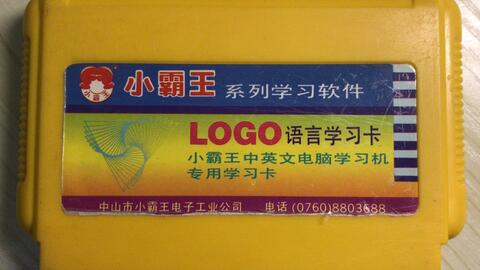 小霸王 系列学习软件
LOGO语言学习卡
小霸王中英文电脑学习机
专用学习卡
中山市小霸王电子工业公司 电话(0760)8803688